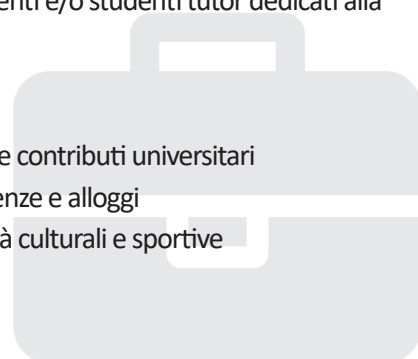 enti e/o studenti tutor dedicati alla
e contributi universitari
enze e alloggi
à culturali e sportive